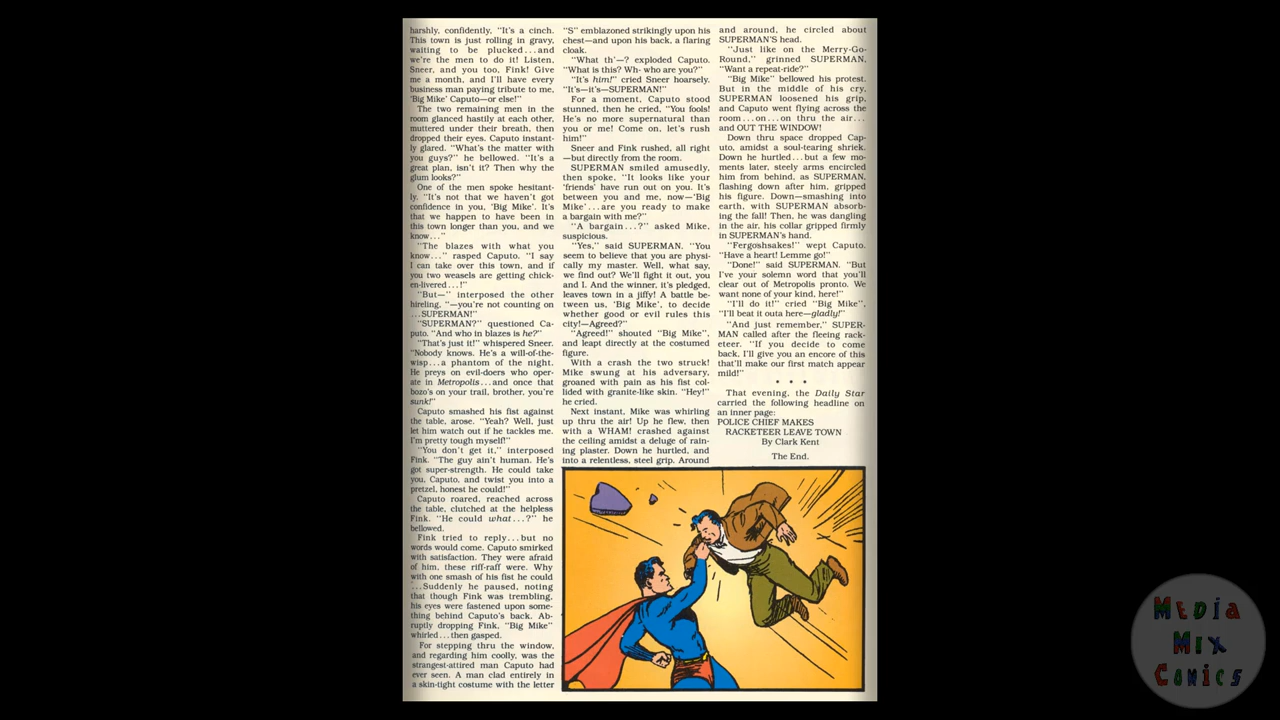 harshly, confidently, "It's a cinch.
This town is just rolling in gravy,
waiting to be plucked...and
we're the men to do it! Listen,
Sneer, and you too, Fink! Give
me a month, and I'll have every
business man paying tribute to me,
'Big Mike' Caputo—or else!"
The two remaining men in the
room glanced hastily at each other,
muttered under their breath, then
dropped their eyes. Caputo instant-
ly glared. "What's the matter with
you guys?" he bellowed. "It's a
great plan, isn't it? Then why the
glum looks?"
One of the men spoke hesitant-
ly. "It's not that we haven't got
confidence in you, 'Big Mike'. It's
that we happen to have been in
this town longer than you, and we
know..."
"The blazes with what you
know..." rasped Caputo. "I say
I can take over this town, and if
you two weasels are getting chick-
en-livered...!"
"But—" interposed the other
hireling, "—you're not counting on
...SUPERMAN!"
"SUPERMAN?" questioned Ca-
puto. "And who in blazes is he?"
"That's just it!" whispered Sneer.
"Nobody knows. He's a will-of-the-
wisp...a phantom of the night.
He preys on evil-doers who oper-
ate in Metropolis...and once that
bozo's on your trail, brother, you're
sunk!"
Caputo smashed his fist against
the table, arose. "Yeah? Well, just
let him watch out if he tackles me.
I'm pretty tough myself!"
"You don't get it," interposed
Fink. "The guy ain't human. He's
got super-strength. He could take
you, Caputo, and twist you into a
pretzel, honest he could!"
Caputo roared, reached across
the table, clutched at the helpless
Fink. "He could what...?" he
bellowed.
Fink tried to reply...but no
words would come. Caputo smirked
with satisfaction. They were afraid
of him, these riff-raff were. Why
with one smash of his fist he could
...Suddenly he paused, noting
that though Fink was trembling,
his eyes were fastened upon some-
thing behind Caputo's back. Ab-
ruptly dropping Fink, "Big Mike"
whirled...then gasped.
For stepping thru the window,
and regarding him coolly, was the
strangest-attired man Caputo had
ever seen. A man clad entirely in
a skin-tight costume with the letter
"S" emblazoned strikingly upon his
chest—and upon his back, a flaring
cloak.
"What th'—? exploded Caputo.
"What is this? Wh- who are you?"
"It's him!" cried Sneer hoarsely.
"It's—it's—SUPERMAN!"
For a moment, Caputo stood
stunned, then he cried, "You fools!
He's no more supernatural than
you or me! Come on, let's rush
him!"
Sneer and Fink rushed, all right
—but directly from the room.
SUPERMAN smiled amusedly,
then spoke, "It looks like your
'friends' have run out on you. It's
between you and me, now—'Big
Mike'...are you ready to make
a bargain with me?"
"A bargain...?" asked Mike,
suspicious.
"Yes," said SUPERMAN. "You
seem to believe that you are physi-
cally my master. Well, what say,
we find out? We'll fight it out, you
and I. And the winner, it's pledged,
leaves town in a jiffy! A battle be-
tween us, 'Big Mike', to decide
whether good or evil rules this
city!—Agreed?"
"Agreed!" shouted "Big Mike",
and leapt directly at the costumed
figure.
With a crash the two struck!
Mike swung at his adversary,
groaned with pain as his fist col-
lided with granite-like skin. "Hey!"
he cried.
Next instant, Mike was whirling
up thru the air! Up he flew, then
with a WHAM! crashed against
the ceiling amidst a deluge of rain-
ing plaster. Down he hurtled, and
into a relentless, steel grip. Around
and around, he circled about
SUPERMAN'S head.
"Just like on the Merry-Go-
Round," grinned SUPERMAN,
"Want a repeat-ride?"
"Big Mike" bellowed his protest.
But in the middle of his cry,
SUPERMAN loosened his grip,
and Caputo went flying across the
room...on...on thru the air...
and OUT THE WINDOW!
Down thru space dropped Cap-
uto, amidst a soul-tearing shriek.
Down he hurtled...but a few mo-
ments later, steely arms encircled
him from behind, as SUPERMAN,
flashing down after him, gripped
his figure. Down—smashing into
earth, with SUPERMAN absorb-
ing the fall! Then, he was dangling
in the air, his collar gripped firmly
in SUPERMAN's hand.
"Fergoshsakes!" wept Caputo.
"Have a heart! Lemme go!"
"Done!" said SUPERMAN. "But
I've your solemn word that you'll
clear out of Metropolis pronto. We
want none of your kind, here!"
"I'll do it!" cried "Big Mike",
"I'll beat it outa here—gladly!"
"And just remember," SUPER-
MAN called after the fleeing rack-
eteer. "If you decide to come
back, I'll give you an encore of this
that'll make our first match appear
mild!"
* * *
That evening, the Daily Star
carried the following headline on
an inner page:
POLICE CHIEF MAKES
RACKETEER LEAVE TOWN
By Clark Kent
The End.
MEDIA
MIX
COMICS